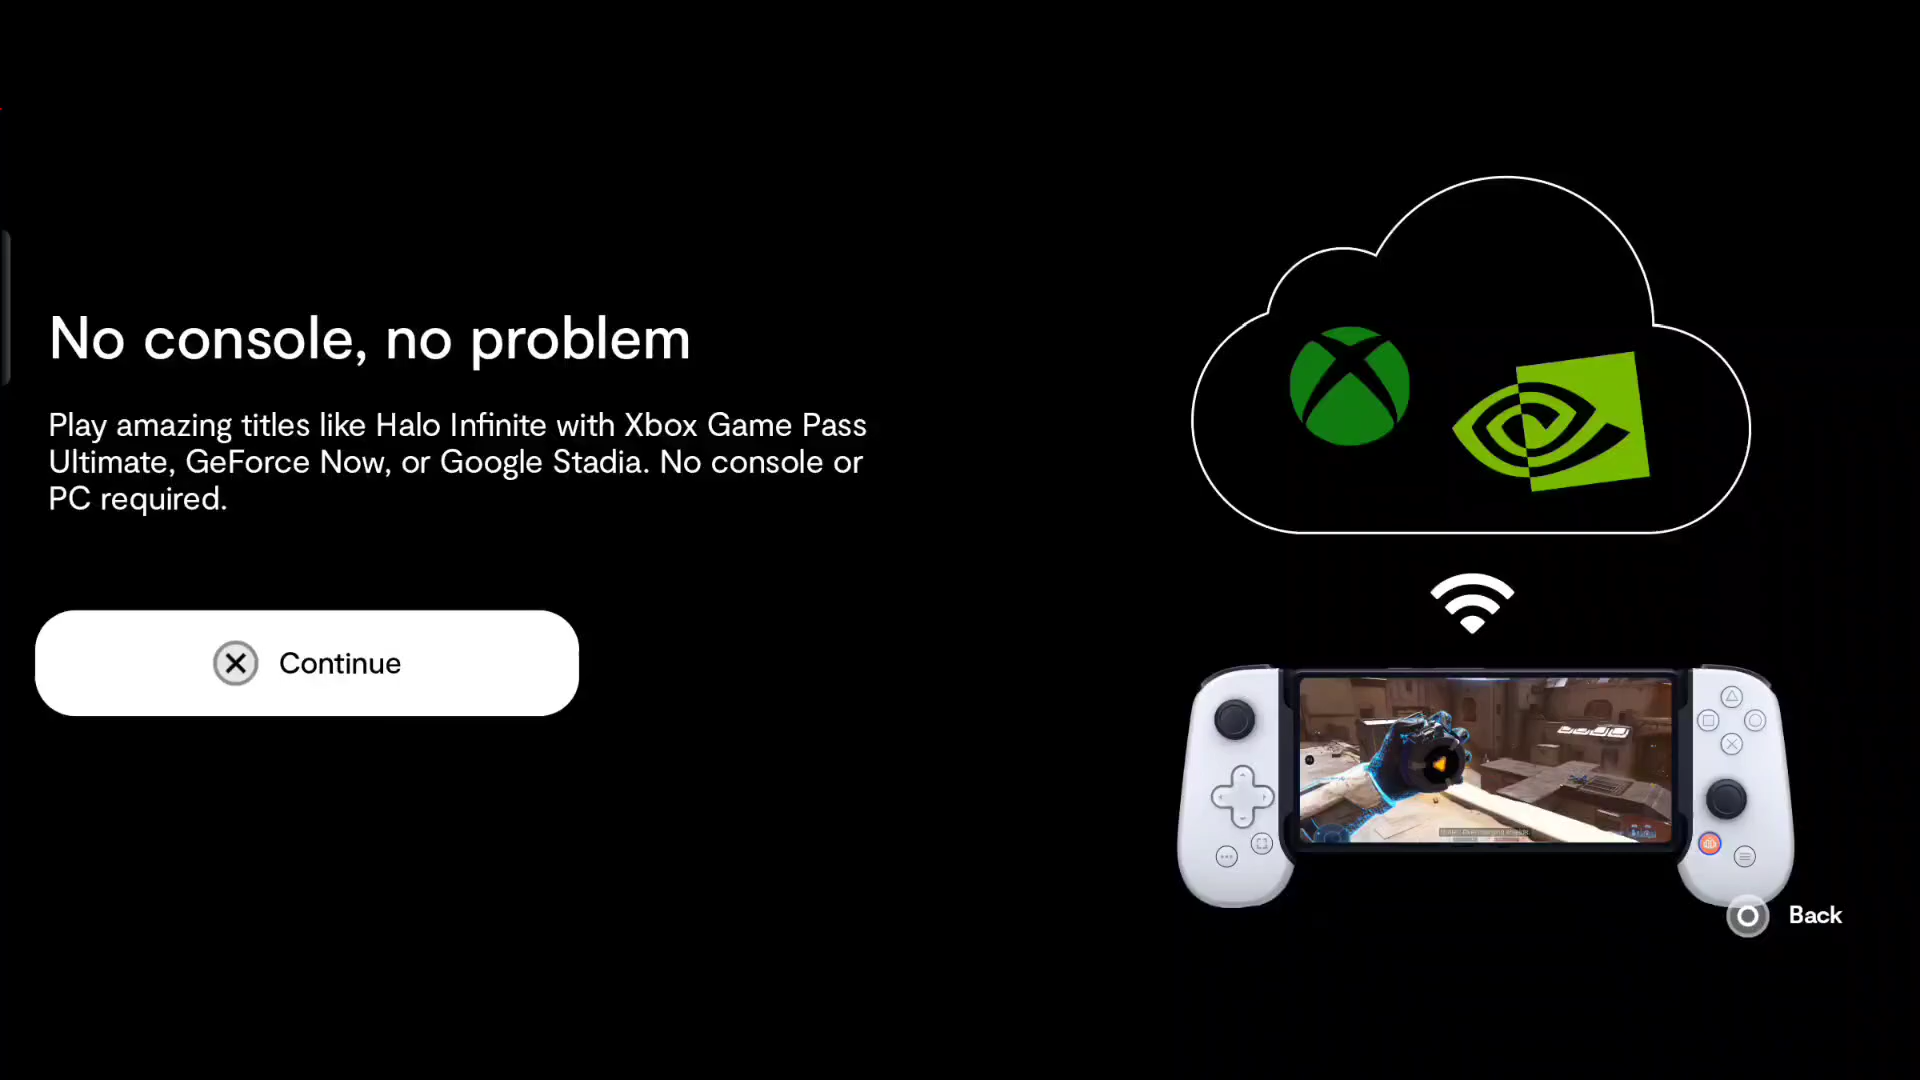 No console, no problem
Play amazing titles like Halo Infinite with Xbox Game Pass
Ultimate, GeForce Now, or Google Stadia. No console or
PC required.
Continue
Back